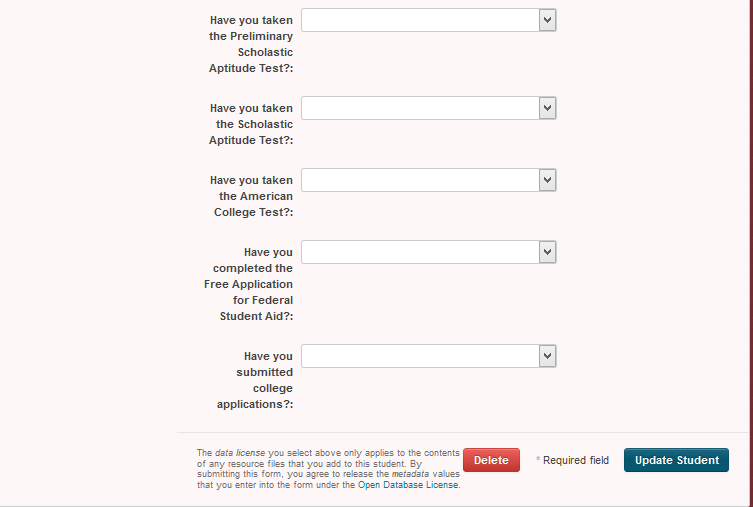 Have you taken
the Preliminary
Scholastic
Aptitude Test?:
Have you taken
the Scholastic
Aptitude Test?:
Have you taken
the American
College Test?:
Have you
completed the
Free Application
for Federal
Student Aid?:
Have you
submitted
college
applications?:
The data license you select above only applies to the contents
of any resource files that you add to this student. By
submitting this form, you agree to release the metadata values
that you enter into the form under the Open Database License.
Delete
* Required field
Update Student